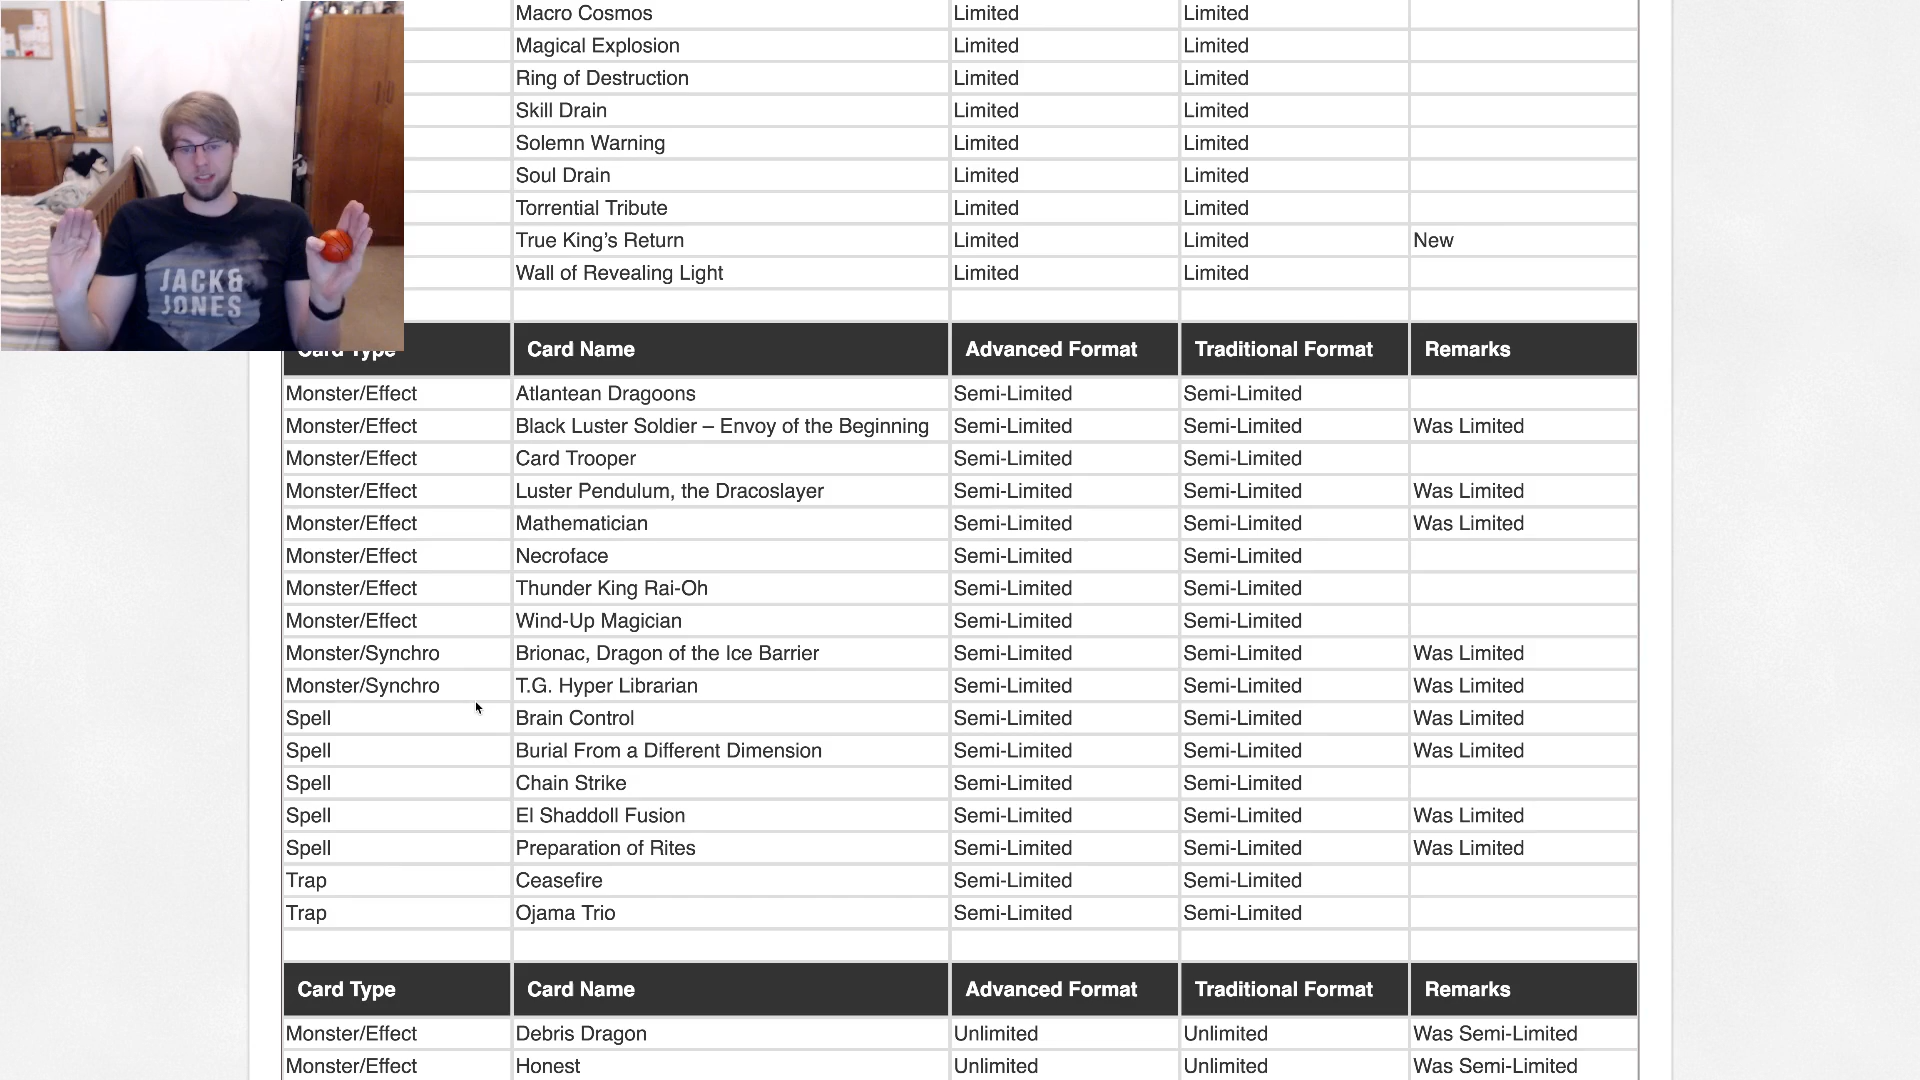 Macro Cosmos Limited Limited
Magical Explosion Limited Limited
Ring of Destruction Limited Limited
Skill Drain Limited Limited
Solemn Warning Limited Limited
Soul Drain Limited Limited
Torrential Tribute Limited Limited
True King’s Return Limited Limited New
Wall of Revealing Light Limited Limited
JACK&
JONES
Card Type Card Name Advanced Format Traditional Format Remarks
Monster/Effect Atlantean Dragoons Semi-Limited Semi-Limited
Monster/Effect Black Luster Soldier – Envoy of the Beginning Semi-Limited Semi-Limited Was Limited
Monster/Effect Card Trooper Semi-Limited Semi-Limited
Monster/Effect Luster Pendulum, the Dracoslayer Semi-Limited Semi-Limited Was Limited
Monster/Effect Mathematician Semi-Limited Semi-Limited Was Limited
Monster/Effect Necroface Semi-Limited Semi-Limited
Monster/Effect Thunder King Rai-Oh Semi-Limited Semi-Limited
Monster/Effect Wind-Up Magician Semi-Limited Semi-Limited
Monster/Synchro Brionac, Dragon of the Ice Barrier Semi-Limited Semi-Limited Was Limited
Monster/Synchro T.G. Hyper Librarian Semi-Limited Semi-Limited Was Limited
Spell Brain Control Semi-Limited Semi-Limited Was Limited
Spell Burial From a Different Dimension Semi-Limited Semi-Limited Was Limited
Spell Chain Strike Semi-Limited Semi-Limited
Spell El Shaddoll Fusion Semi-Limited Semi-Limited Was Limited
Spell Preparation of Rites Semi-Limited Semi-Limited Was Limited
Trap Ceasefire Semi-Limited Semi-Limited
Trap Ojama Trio Semi-Limited Semi-Limited
Card Type Card Name Advanced Format Traditional Format Remarks
Monster/Effect Debris Dragon Unlimited Unlimited Was Semi-Limited
Monster/Effect Honest Unlimited Unlimited Was Semi-Limited